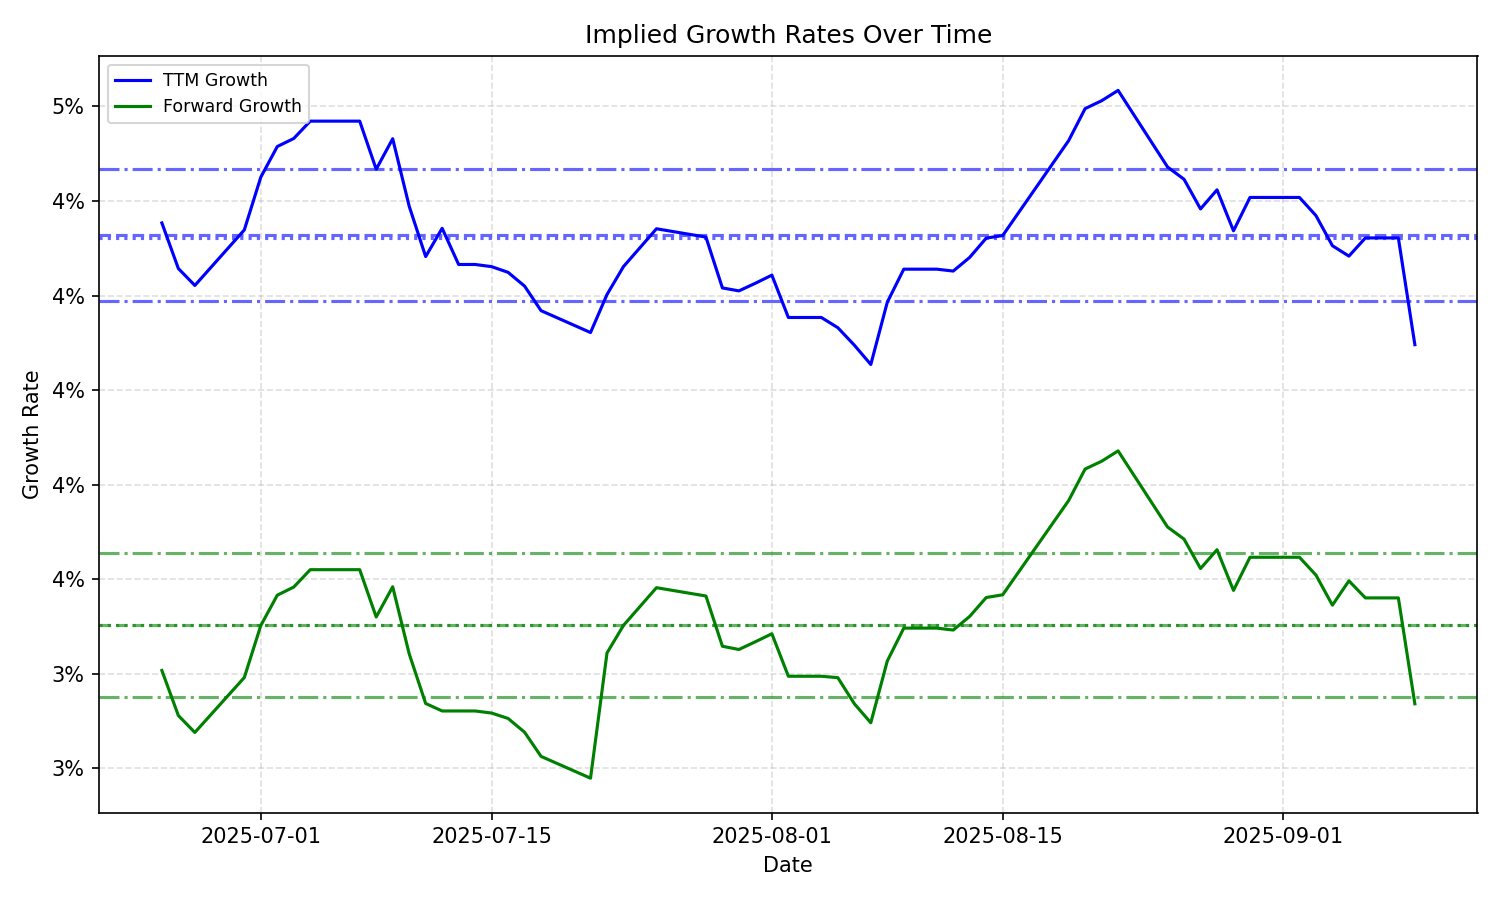 Implied Growth Rates Over Time
TTM Growth
Forward Growth
5%
4%
4%
4%
4%
4%
3%
3%
Growth Rate
2025-07-01
2025-07-15
2025-08-01
2025-08-15
2025-09-01
Date